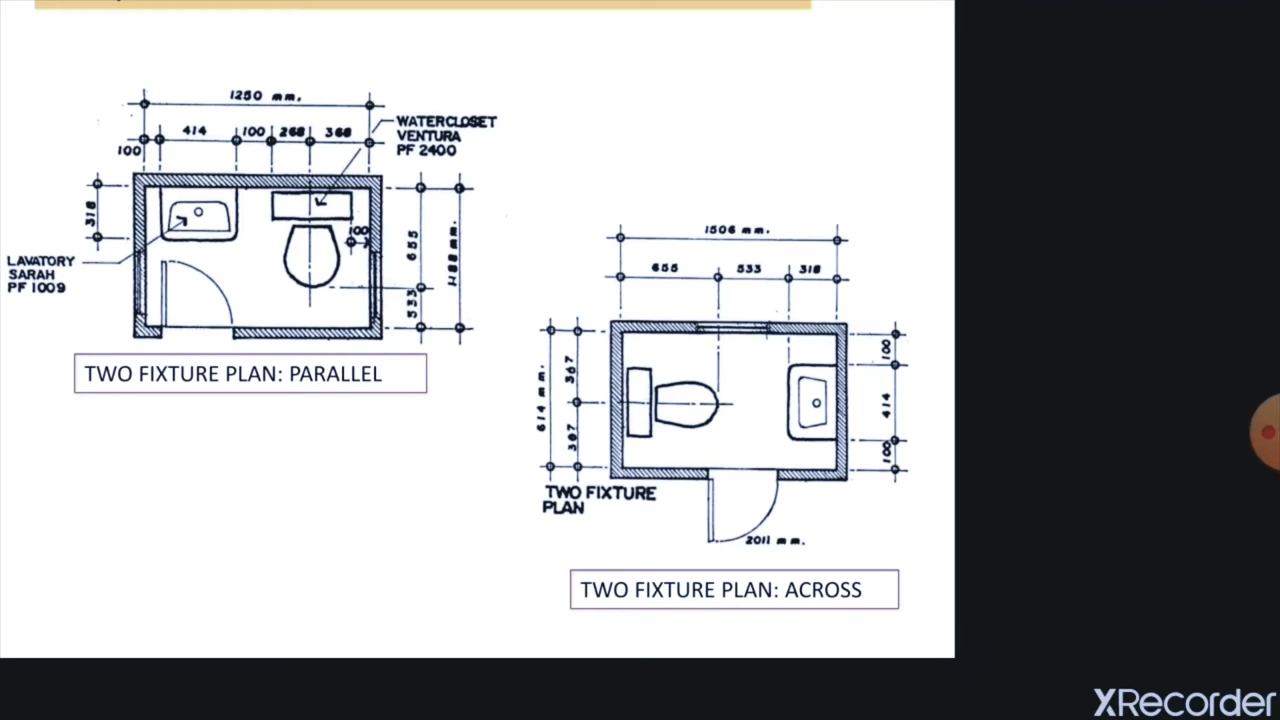 1250 mm.
414 100 268 368
100
WATERCLOSET
VENTURA
PF 2400
318
100
655
1188 mm.
533
LAVATORY
SARAH
PF 1009
TWO FIXTURE PLAN: PARALLEL
1506 mm.
655 533 318
614 mm.
367
307
100
414
100
TWO FIXTURE
PLAN
2011 mm.
TWO FIXTURE PLAN: ACROSS
XRecorder